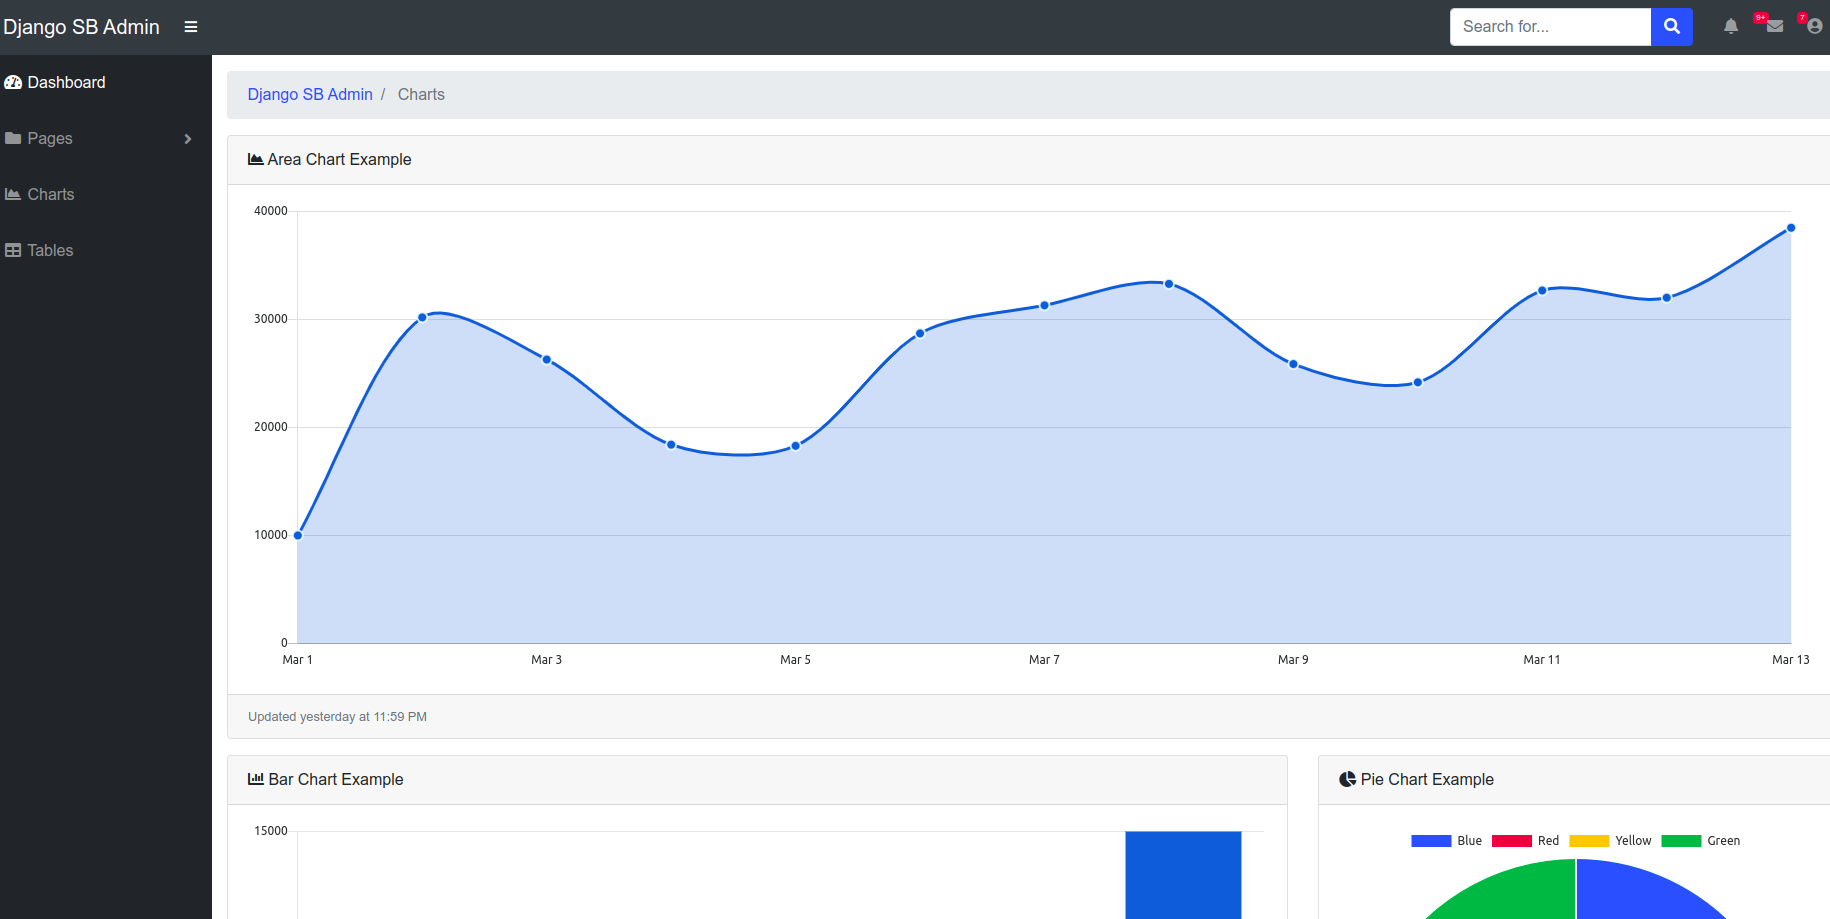 Django SB Admin
Search for...
9+
7
Dashboard
Pages
Charts
Tables
Django SB Admin / Charts
Area Chart Example
40000
30000
20000
10000
0
Mar 1 Mar 3 Mar 5 Mar 7 Mar 9 Mar 11 Mar 13
Updated yesterday at 11:59 PM
Bar Chart Example
15000
Pie Chart Example
Blue Red Yellow Green